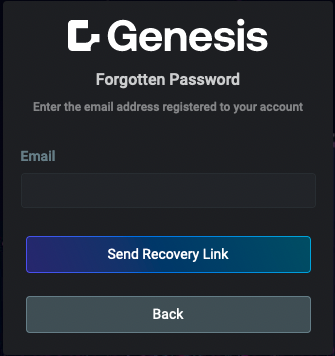 Genesis
Forgotten Password
Enter the email address registered to your account
Email
Send Recovery Link
Back